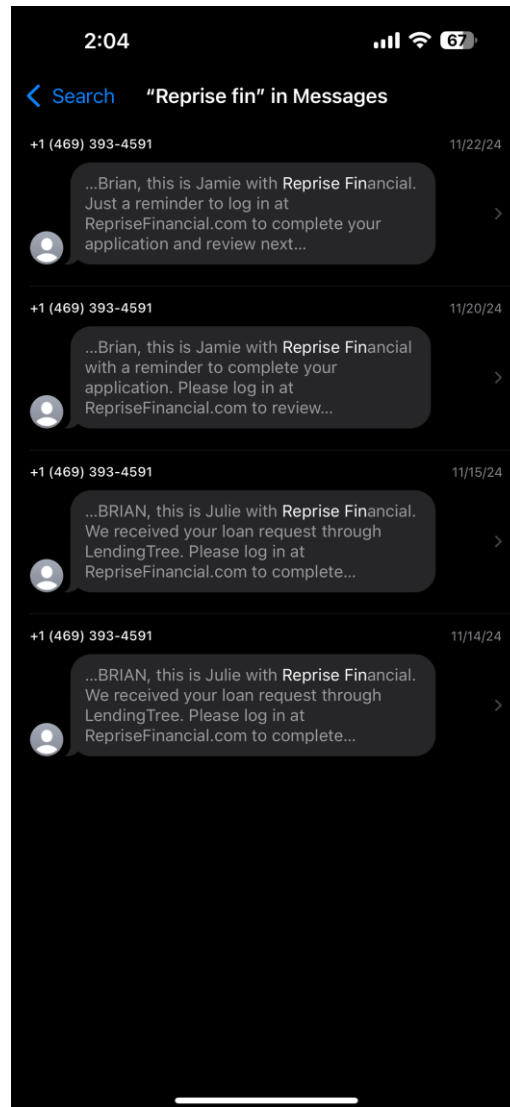 2:04
67
Search "Reprise fin" in Messages
+1 (469) 393-4591 11/22/24
...Brian, this is Jamie with Reprise Financial.
Just a reminder to log in at
RepriseFinancial.com to complete your
application and review next...
+1 (469) 393-4591 11/20/24
...Brian, this is Jamie with Reprise Financial
with a reminder to complete your
application. Please log in at
RepriseFinancial.com to review...
+1 (469) 393-4591 11/15/24
...BRIAN, this is Julie with Reprise Financial.
We received your loan request through
LendingTree. Please log in at
RepriseFinancial.com to complete...
+1 (469) 393-4591 11/14/24
...BRIAN, this is Julie with Reprise Financial.
We received your loan request through
LendingTree. Please log in at
RepriseFinancial.com to complete...